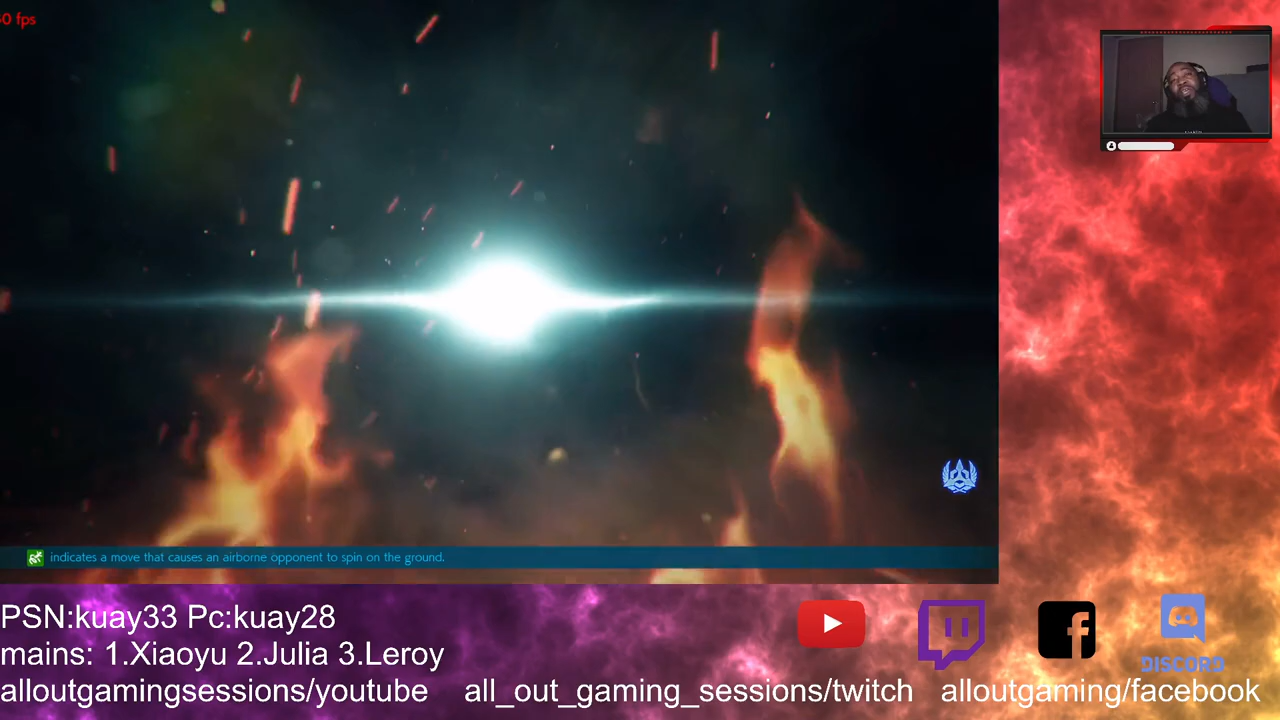 0 fps
indicates a move that causes an airborne opponent to spin on the ground.
PSN:kuay33 Pc:kuay28
mains: 1.Xiaoyu 2.Julia 3.Leroy
DISCORD
alloutgamingsessions/youtube all_out_gaming_sessions/twitch alloutgaming/facebook